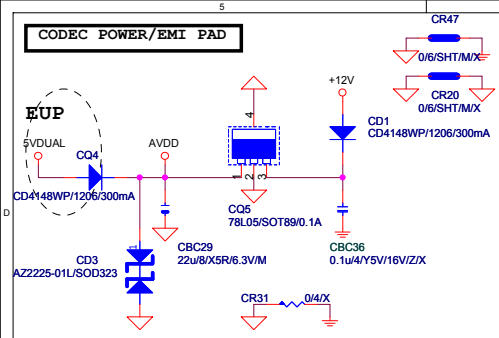 5
CODEC POWER/EMI PAD
CR47
0/6/SHT/M/X
CR20
0/6/SHT/M/X
+12V
EUP
4
CD1
CD4148WP/1206/300mA
5VDUAL
AVDD
CQ4
1
2
3
CD4148WP/1206/300mA
D
CQ5
78L05/SOT89/0.1A
1
CD3
AZ2225-01L/SOD323
CBC29
22u/8/X5R/6.3V/M
CBC36
0.1u/4/Y5V/16V/Z/X
CR31
0/4/X